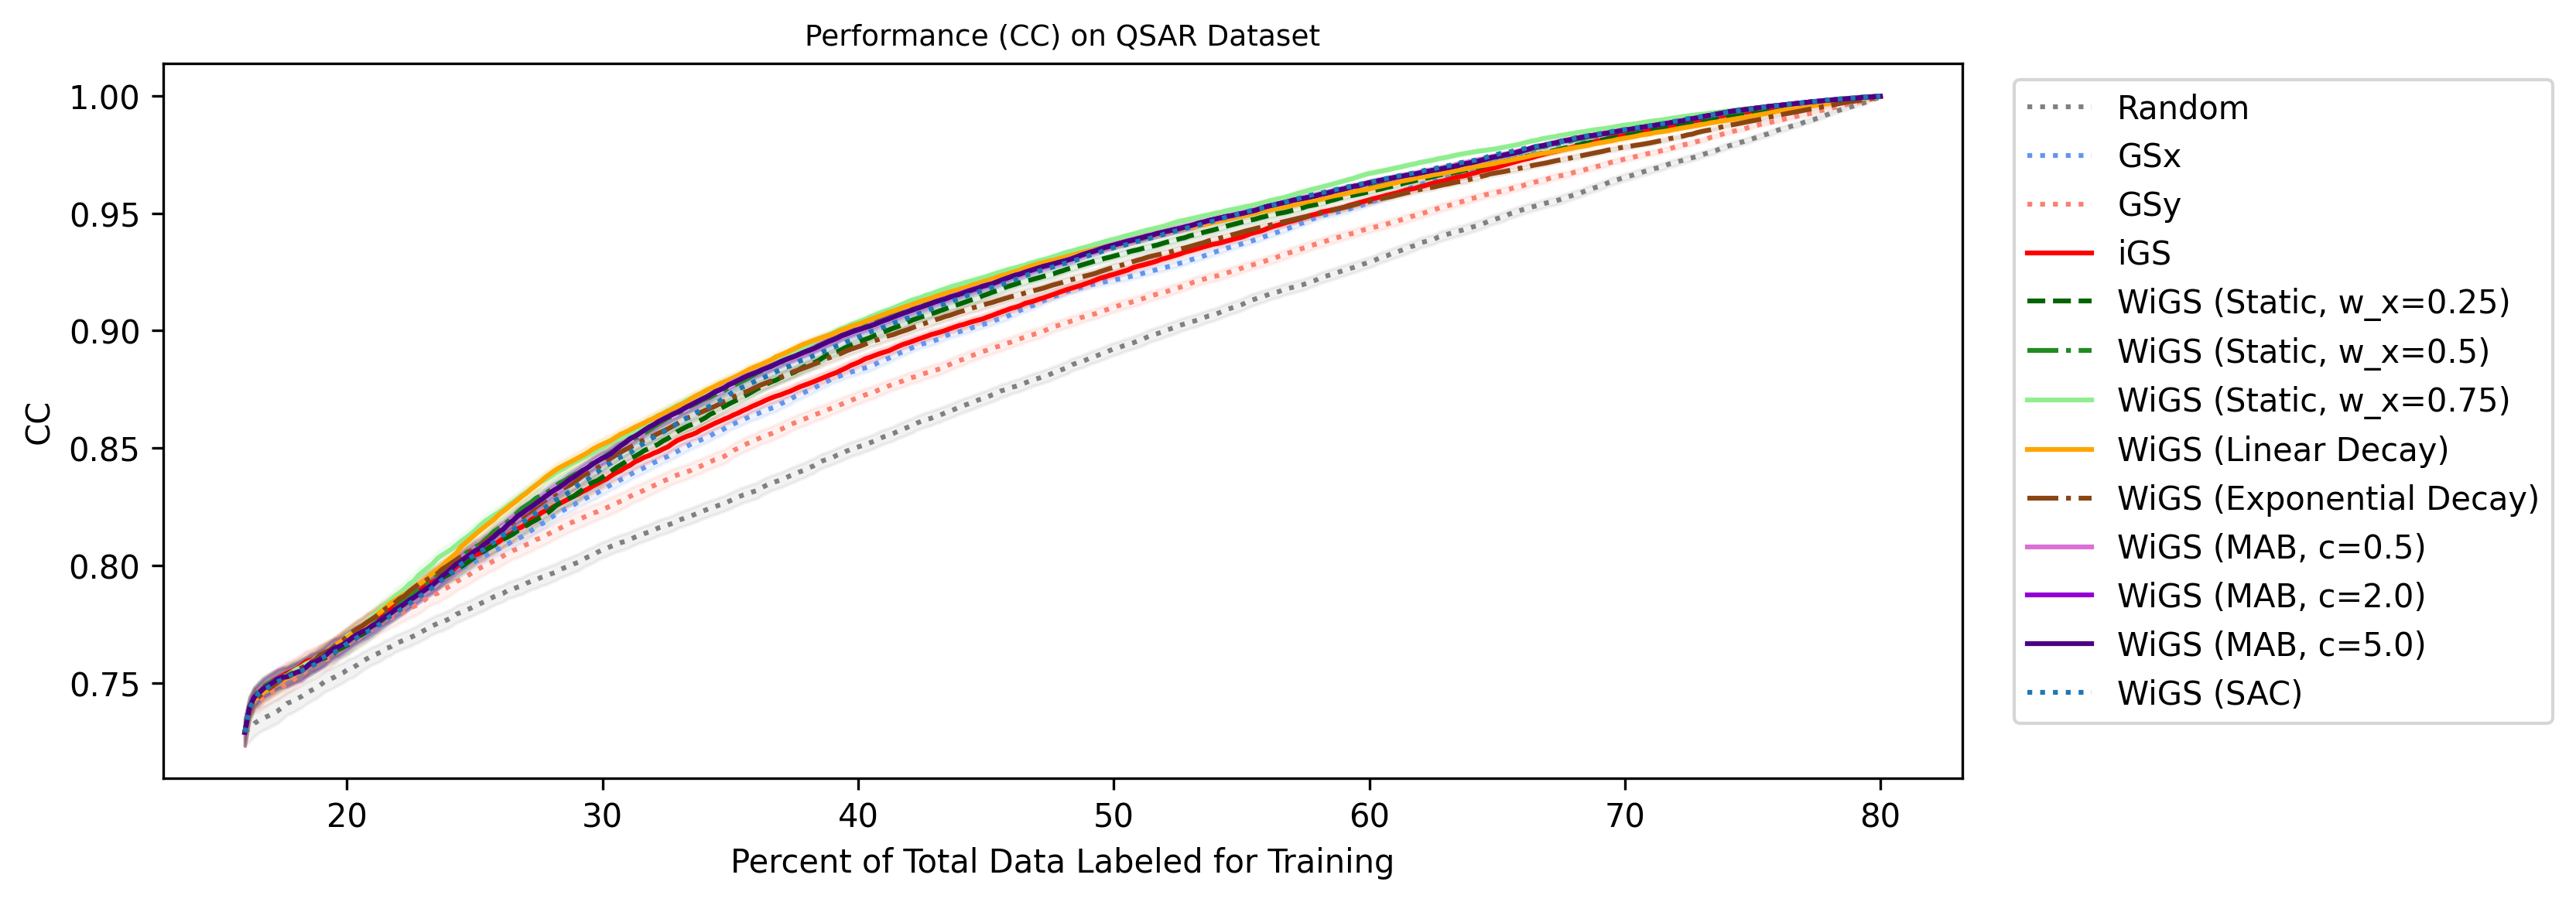 Performance (CC) on QSAR Dataset
CC
1.00
0.95
0.90
0.85
0.80
0.75
20
30
40
50
60
70
80
Percent of Total Data Labeled for Training
Random
GSx
GSy
iGS
WiGS (Static, w_x=0.25)
WiGS (Static, w_x=0.5)
WiGS (Static, w_x=0.75)
WiGS (Linear Decay)
WiGS (Exponential Decay)
WiGS (MAB, c=0.5)
WiGS (MAB, c=2.0)
WiGS (MAB, c=5.0)
WiGS (SAC)